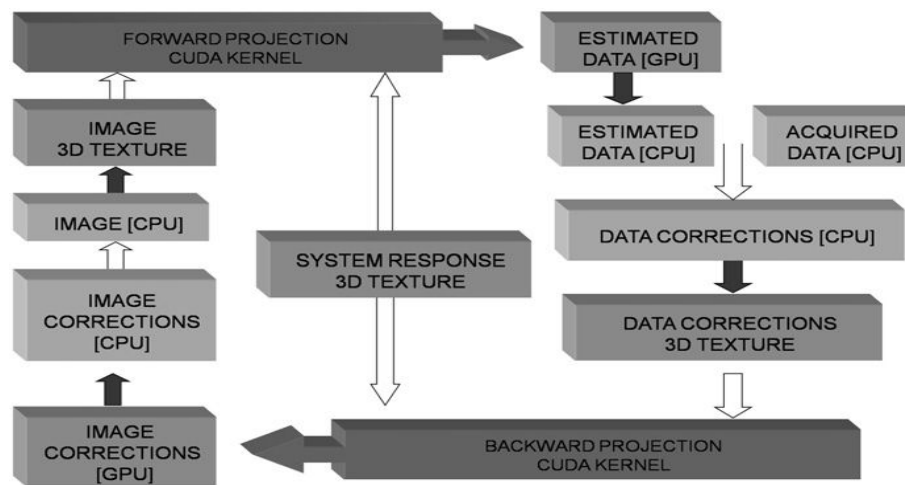 FORWARD PROJECTION
CUDA KERNEL
ESTIMATED
DATA [GPU]
IMAGE
3D TEXTURE
ESTIMATED
DATA [CPU]
ACQUIRED
DATA [CPU]
IMAGE [CPU]
SYSTEM RESPONSE
3D TEXTURE
DATA CORRECTIONS [CPU]
IMAGE
CORRECTIONS
[CPU]
DATA CORRECTIONS
3D TEXTURE
IMAGE
CORRECTIONS
[GPU]
BACKWARD PROJECTION
CUDA KERNEL